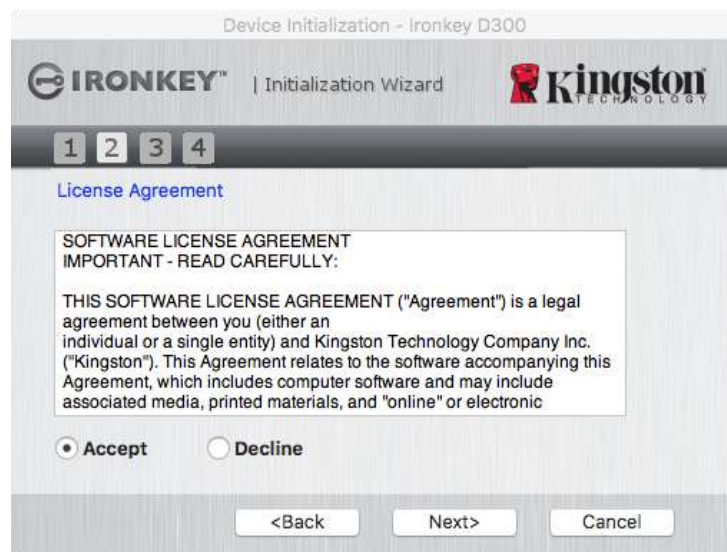 Device Initialization - Ironkey D300
IRONKEY™ | Initialization Wizard Kingston
TECHNOLOGY
1 2 3 4
License Agreement
SOFTWARE LICENSE AGREEMENT
IMPORTANT - READ CAREFULLY:
THIS SOFTWARE LICENSE AGREEMENT ("Agreement") is a legal
agreement between you (either an
individual or a single entity) and Kingston Technology Company Inc.
("Kingston"). This Agreement relates to the software accompanying this
Agreement, which includes computer software and may include
associated media, printed materials, and "online" or electronic
Accept Decline
<Back Next> Cancel